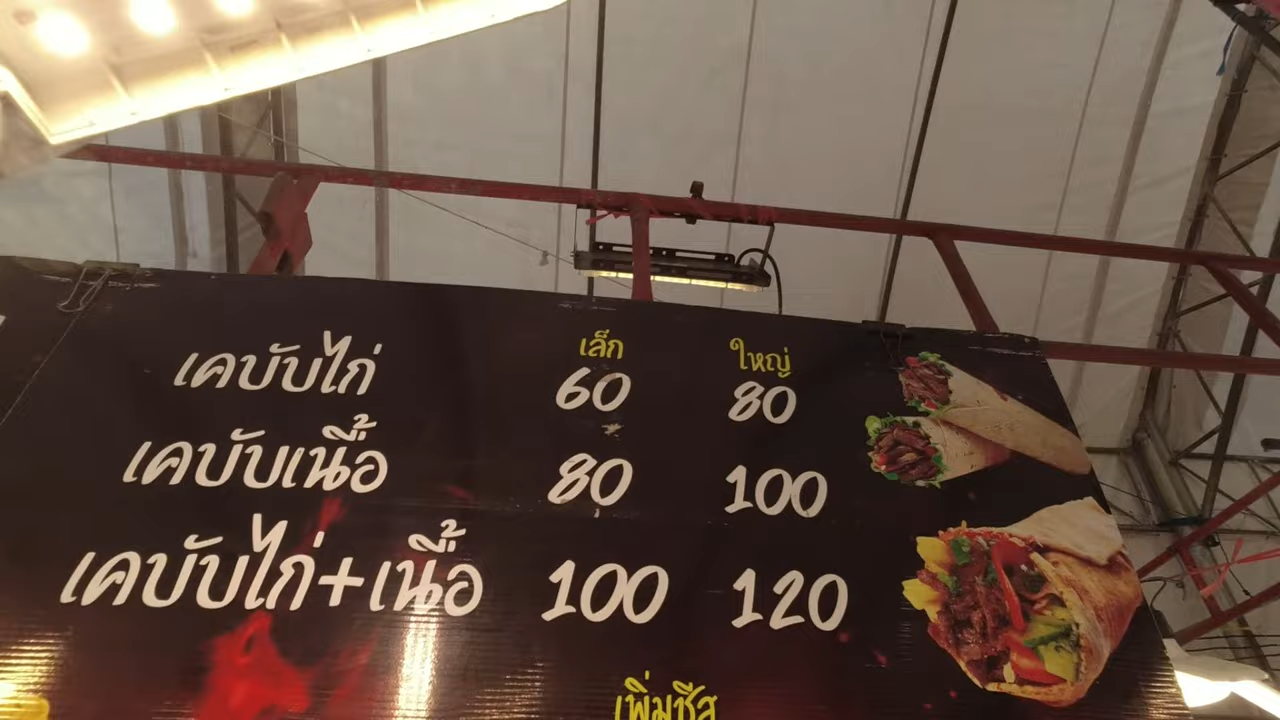 เล็ก ใหญ่
เคบับไก่ 60 80
เคบับเนื้อ 80 100
เคบับไก่+เนื้อ 100 120
เพิ่มชีส